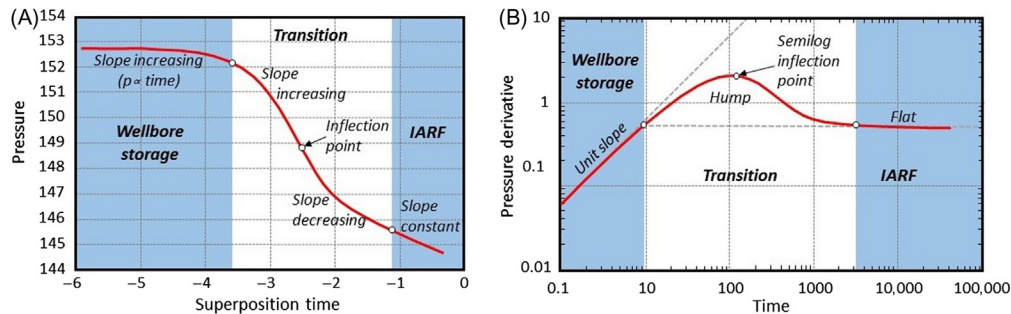 (A)
153
152
151
150
149
148
147
146
145
144
Pressure
Transition
Slope increasing
(p∝ time)
Slope
increasing
Wellbore
storage
Inflection
point
IARF
Slope
decreasing
Slope
constant
−6
−5
−4
−3
−2
−1
0
Superposition time
(B)
Pressure derivative
10
1
0.1
0.01
Wellbore
storage
Semilog
inflection
point
Hump
Flat
Unit slope
Transition
IARF
0.1
10
100
1000
10,000
100,000
Time